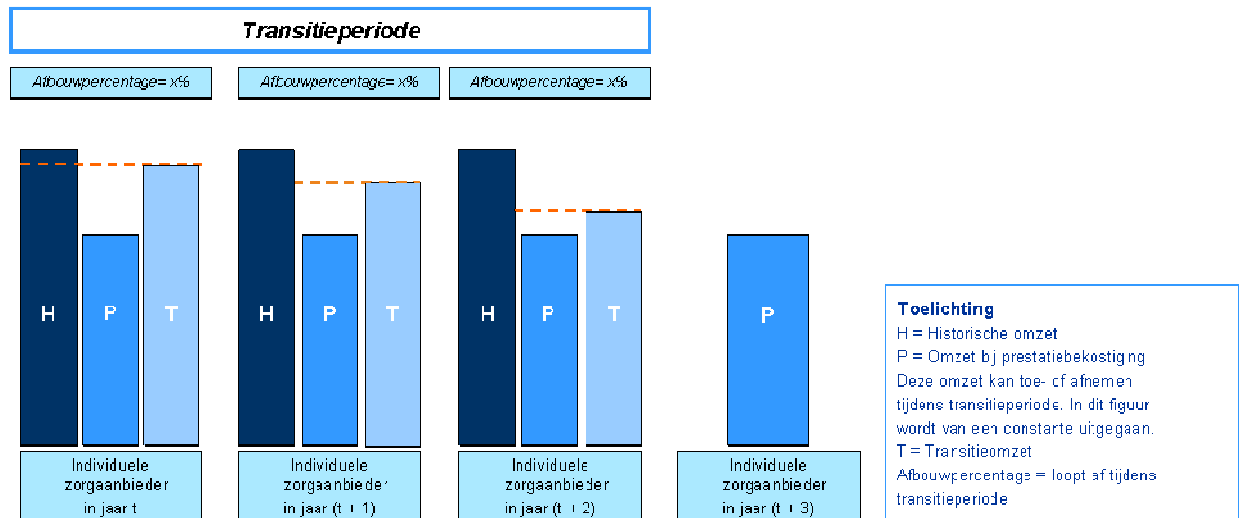 Transitieperiode
Afbouwpercentage= x%
Afbouwpercentage= x%
Afbouwpercentage= x%
H
P
T
H
P
T
H
P
T
P
Individuele
zorgaanbieder
in jaar t
Individuele
zorgaanbieder
in jaar (t + 1)
Individuele
zorgaanbieder
in jaar (t + 2)
Individuele
zorgaanbieder
in jaar (t + 3)
Toelichting
H = Historische omzet
P = Omzet bij prestatiebekostiging
Deze omzet kan toe- of afnemen
tijdens transitieperiode. In dit figuur
wordt van een constante uitgegaan.
T = Transitieomzet
Afbouwpercentage = loopt af tijdens
transitieperiode